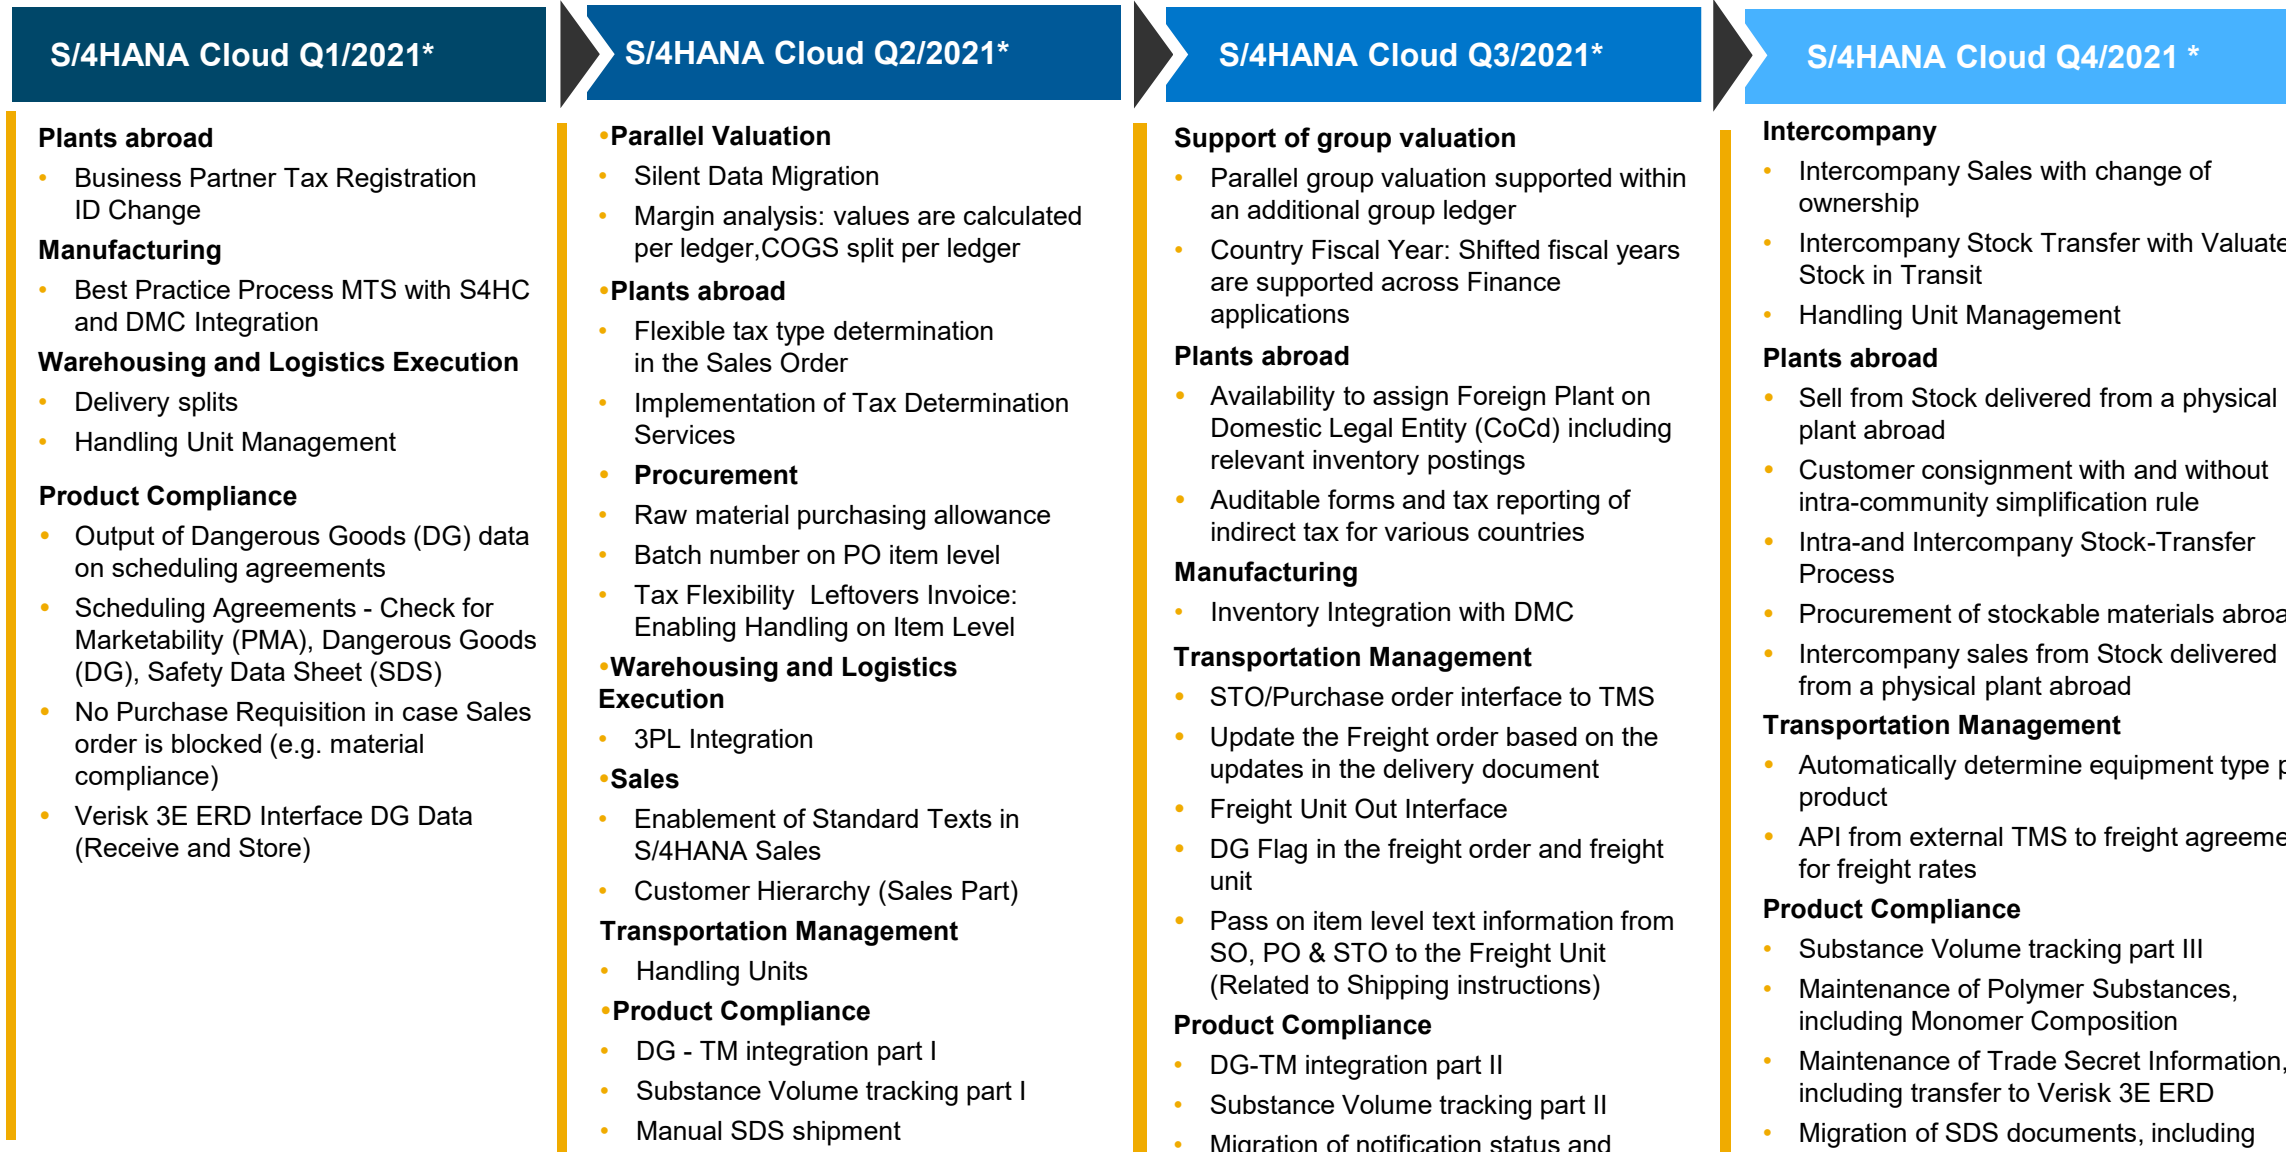 S/4HANA Cloud Q1/2021*
Plants abroad
• Business Partner Tax Registration
ID Change
Manufacturing
• Best Practice Process MTS with S4HC
and DMC Integration
Warehousing and Logistics Execution
• Delivery splits
• Handling Unit Management
Product Compliance
• Output of Dangerous Goods (DG) data
on scheduling agreements
• Scheduling Agreements - Check for
Marketability (PMA), Dangerous Goods
(DG), Safety Data Sheet (SDS)
• No Purchase Requisition in case Sales
order is blocked (e.g. material
compliance)
• Verisk 3E ERD Interface DG Data
(Receive and Store)
S/4HANA Cloud Q2/2021*
•Parallel Valuation
• Silent Data Migration
• Margin analysis: values are calculated
per ledger,COGS split per ledger
•Plants abroad
• Flexible tax type determination
in the Sales Order
• Implementation of Tax Determination
Services
• Procurement
• Raw material purchasing allowance
• Batch number on PO item level
• Tax Flexibility  Leftovers Invoice:
Enabling Handling on Item Level
•Warehousing and Logistics
Execution
• 3PL Integration
•Sales
• Enablement of Standard Texts in
S/4HANA Sales
• Customer Hierarchy (Sales Part)
Transportation Management
• Handling Units
•Product Compliance
• DG - TM integration part I
• Substance Volume tracking part I
• Manual SDS shipment
S/4HANA Cloud Q3/2021*
Support of group valuation
• Parallel group valuation supported within
an additional group ledger
• Country Fiscal Year: Shifted fiscal years
are supported across Finance
applications
Plants abroad
• Availability to assign Foreign Plant on
Domestic Legal Entity (CoCd) including
relevant inventory postings
• Auditable forms and tax reporting of
indirect tax for various countries
Manufacturing
• Inventory Integration with DMC
Transportation Management
• STO/Purchase order interface to TMS
• Update the Freight order based on the
updates in the delivery document
• Freight Unit Out Interface
• DG Flag in the freight order and freight
unit
• Pass on item level text information from
SO, PO & STO to the Freight Unit
(Related to Shipping instructions)
Product Compliance
• DG-TM integration part II
• Substance Volume tracking part II
• Migration of notification status and
S/4HANA Cloud Q4/2021 *
Intercompany
• Intercompany Sales with change of
ownership
• Intercompany Stock Transfer with Valuate
Stock in Transit
• Handling Unit Management
Plants abroad
• Sell from Stock delivered from a physical
plant abroad
• Customer consignment with and without
intra-community simplification rule
• Intra-and Intercompany Stock-Transfer
Process
• Procurement of stockable materials abroa
• Intercompany sales from Stock delivered
from a physical plant abroad
Transportation Management
• Automatically determine equipment type p
product
• API from external TMS to freight agreeme
for freight rates
Product Compliance
• Substance Volume tracking part III
• Maintenance of Polymer Substances,
including Monomer Composition
• Maintenance of Trade Secret Information,
including transfer to Verisk 3E ERD
• Migration of SDS documents, including